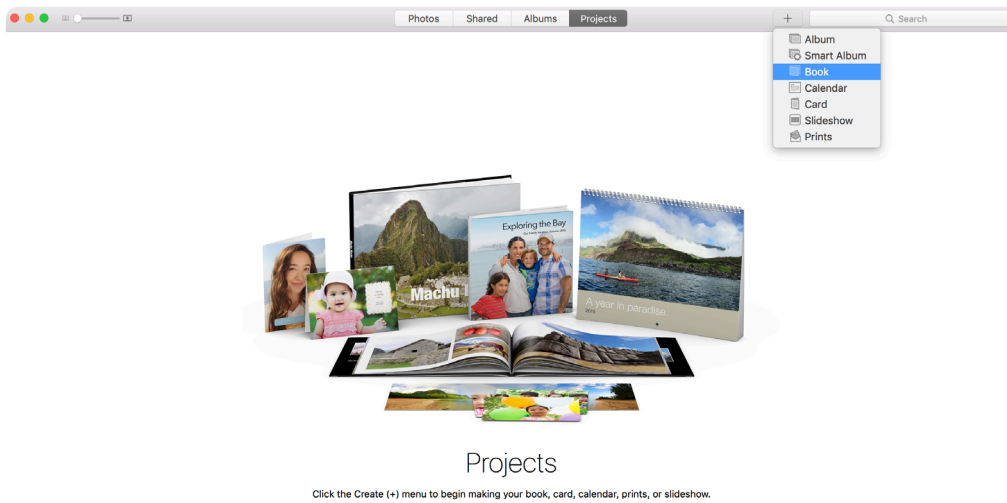 Photos Shared Albums Projects + Search
Album
Smart Album
Book
Calendar
Card
Slideshow
Prints
Exploring the Bay
Machu
A year in paradise.
Projects
Click the Create (+) menu to begin making your book, card, calendar, prints, or slideshow.